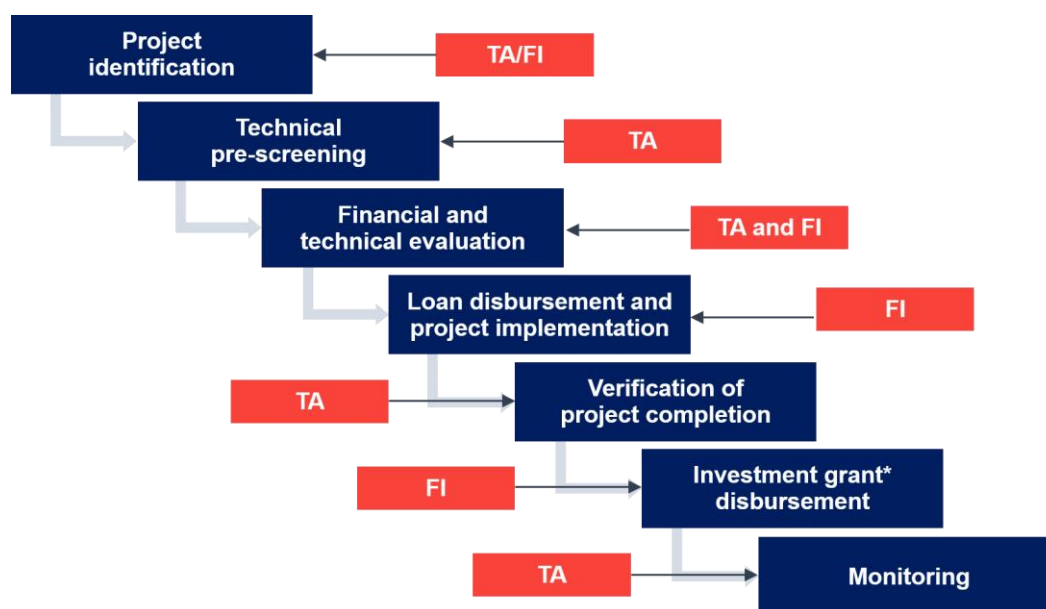 Project
identification
TA/FI
Technical
pre-screening
TA
Financial and
technical evaluation
TA and FI
Loan disbursement and
project implementation
FI
TA
Verification of
project completion
FI
Investment grant*
disbursement
TA
Monitoring